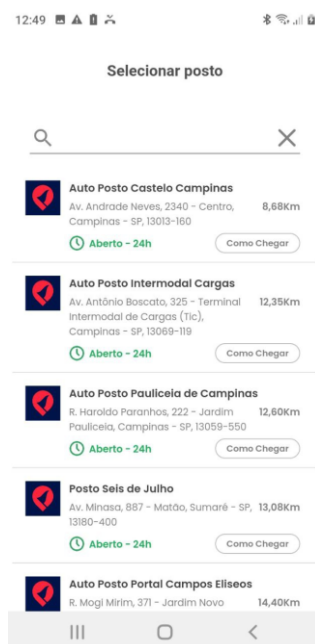 12:49
Selecionar posto
Auto Posto Castelo Campinas
Av. Andrade Neves, 2340 - Centro, 8,68Km
Campinas - SP, 13013-160
Aberto - 24h Como Chegar
Auto Posto Intermodal Cargas
Av. Antônio Boscato, 325 - Terminal 12,35Km
Intermodal de Cargas (Tic),
Campinas - SP, 13069-119
Aberto - 24h Como Chegar
Auto Posto Pauliceia de Campinas
R. Haroldo Paranhos, 222 - Jardim 12,60Km
Pauliceia, Campinas - SP, 13059-550
Aberto - 24h Como Chegar
Posto Seis de Julho
Av. Minasa, 887 - Matão, Sumaré - SP, 13,08Km
13180-400
Aberto - 24h Como Chegar
Auto Posto Portal Campos Eliseos
R. Mogi Mirim, 371 - Jardim Novo 14,40Km